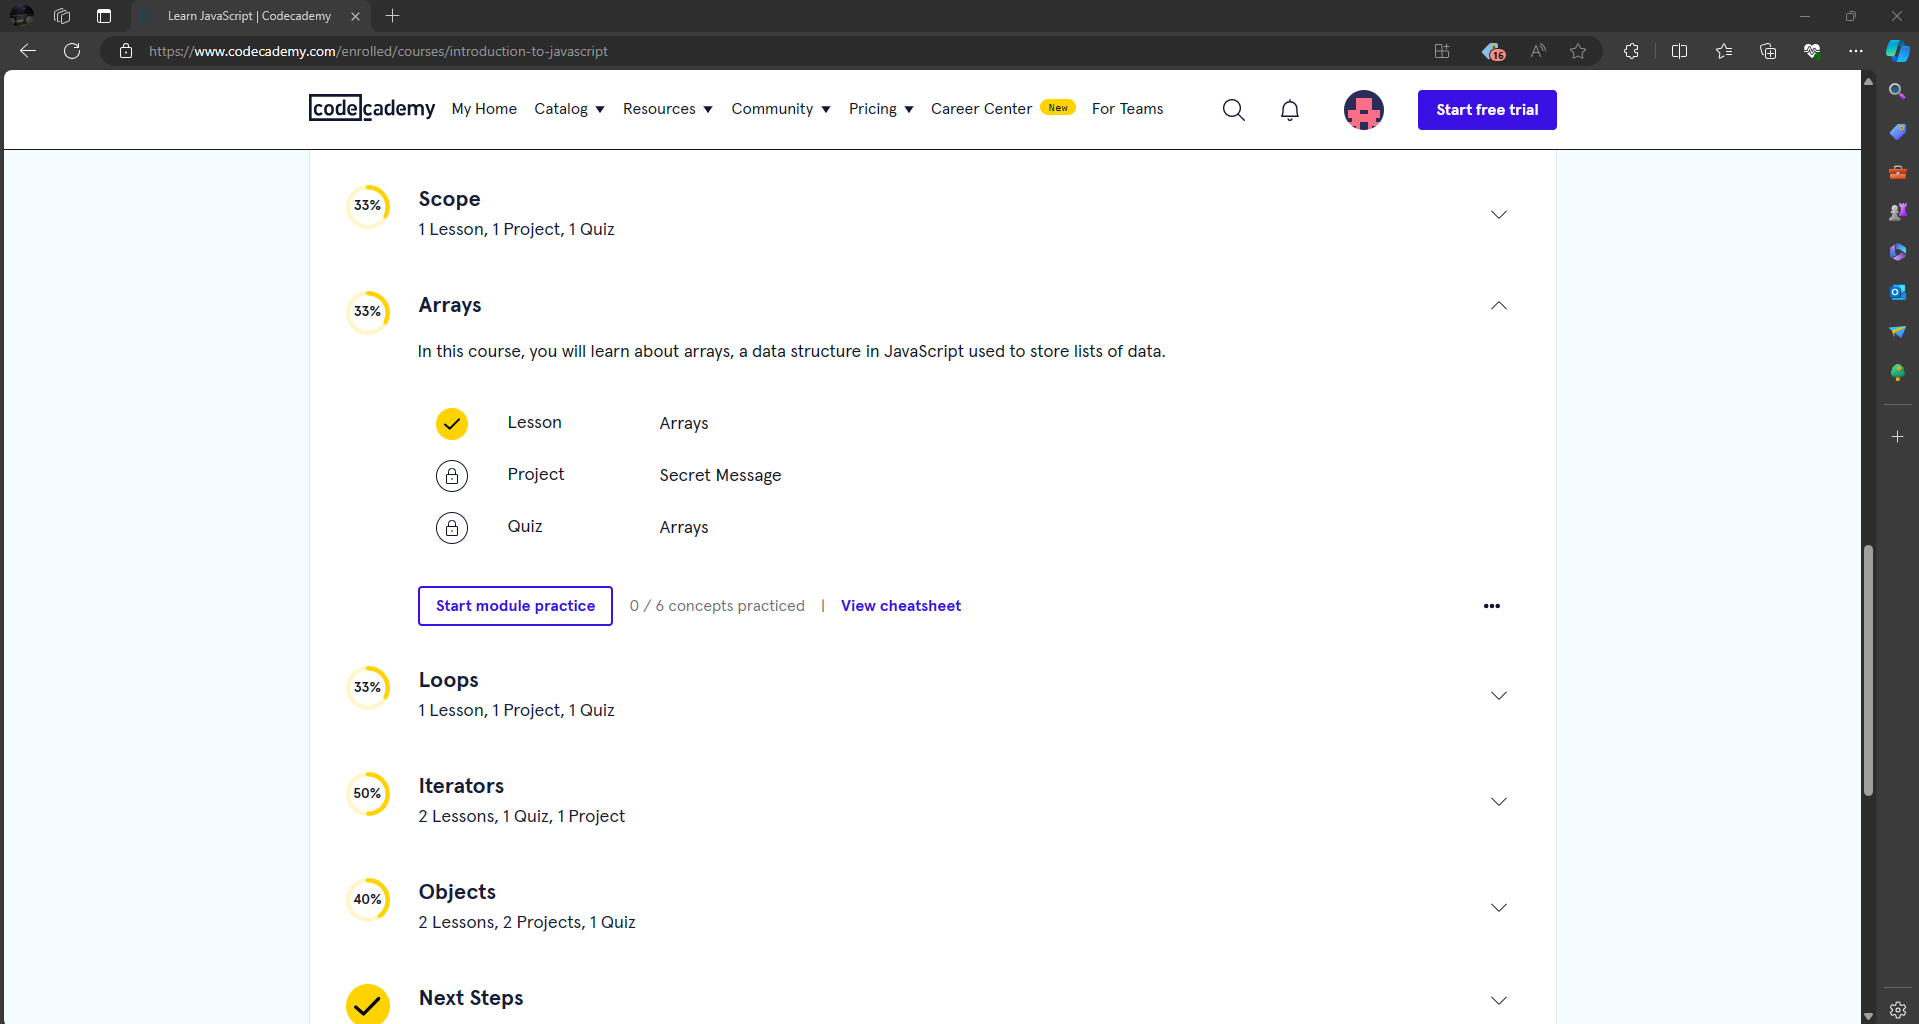 Learn JavaScript | Codecademy
https://www.codecademy.com/enrolled/courses/introduction-to-javascript
16
codecademy My Home Catalog Resources Community Pricing Career Center New For Teams Start free trial
33% Scope
1 Lesson, 1 Project, 1 Quiz
33% Arrays
In this course, you will learn about arrays, a data structure in JavaScript used to store lists of data.
Lesson Arrays
Project Secret Message
Quiz Arrays
Start module practice 0 / 6 concepts practiced | View cheatsheet
33% Loops
1 Lesson, 1 Project, 1 Quiz
50% Iterators
2 Lessons, 1 Quiz, 1 Project
40% Objects
2 Lessons, 2 Projects, 1 Quiz
Next Steps